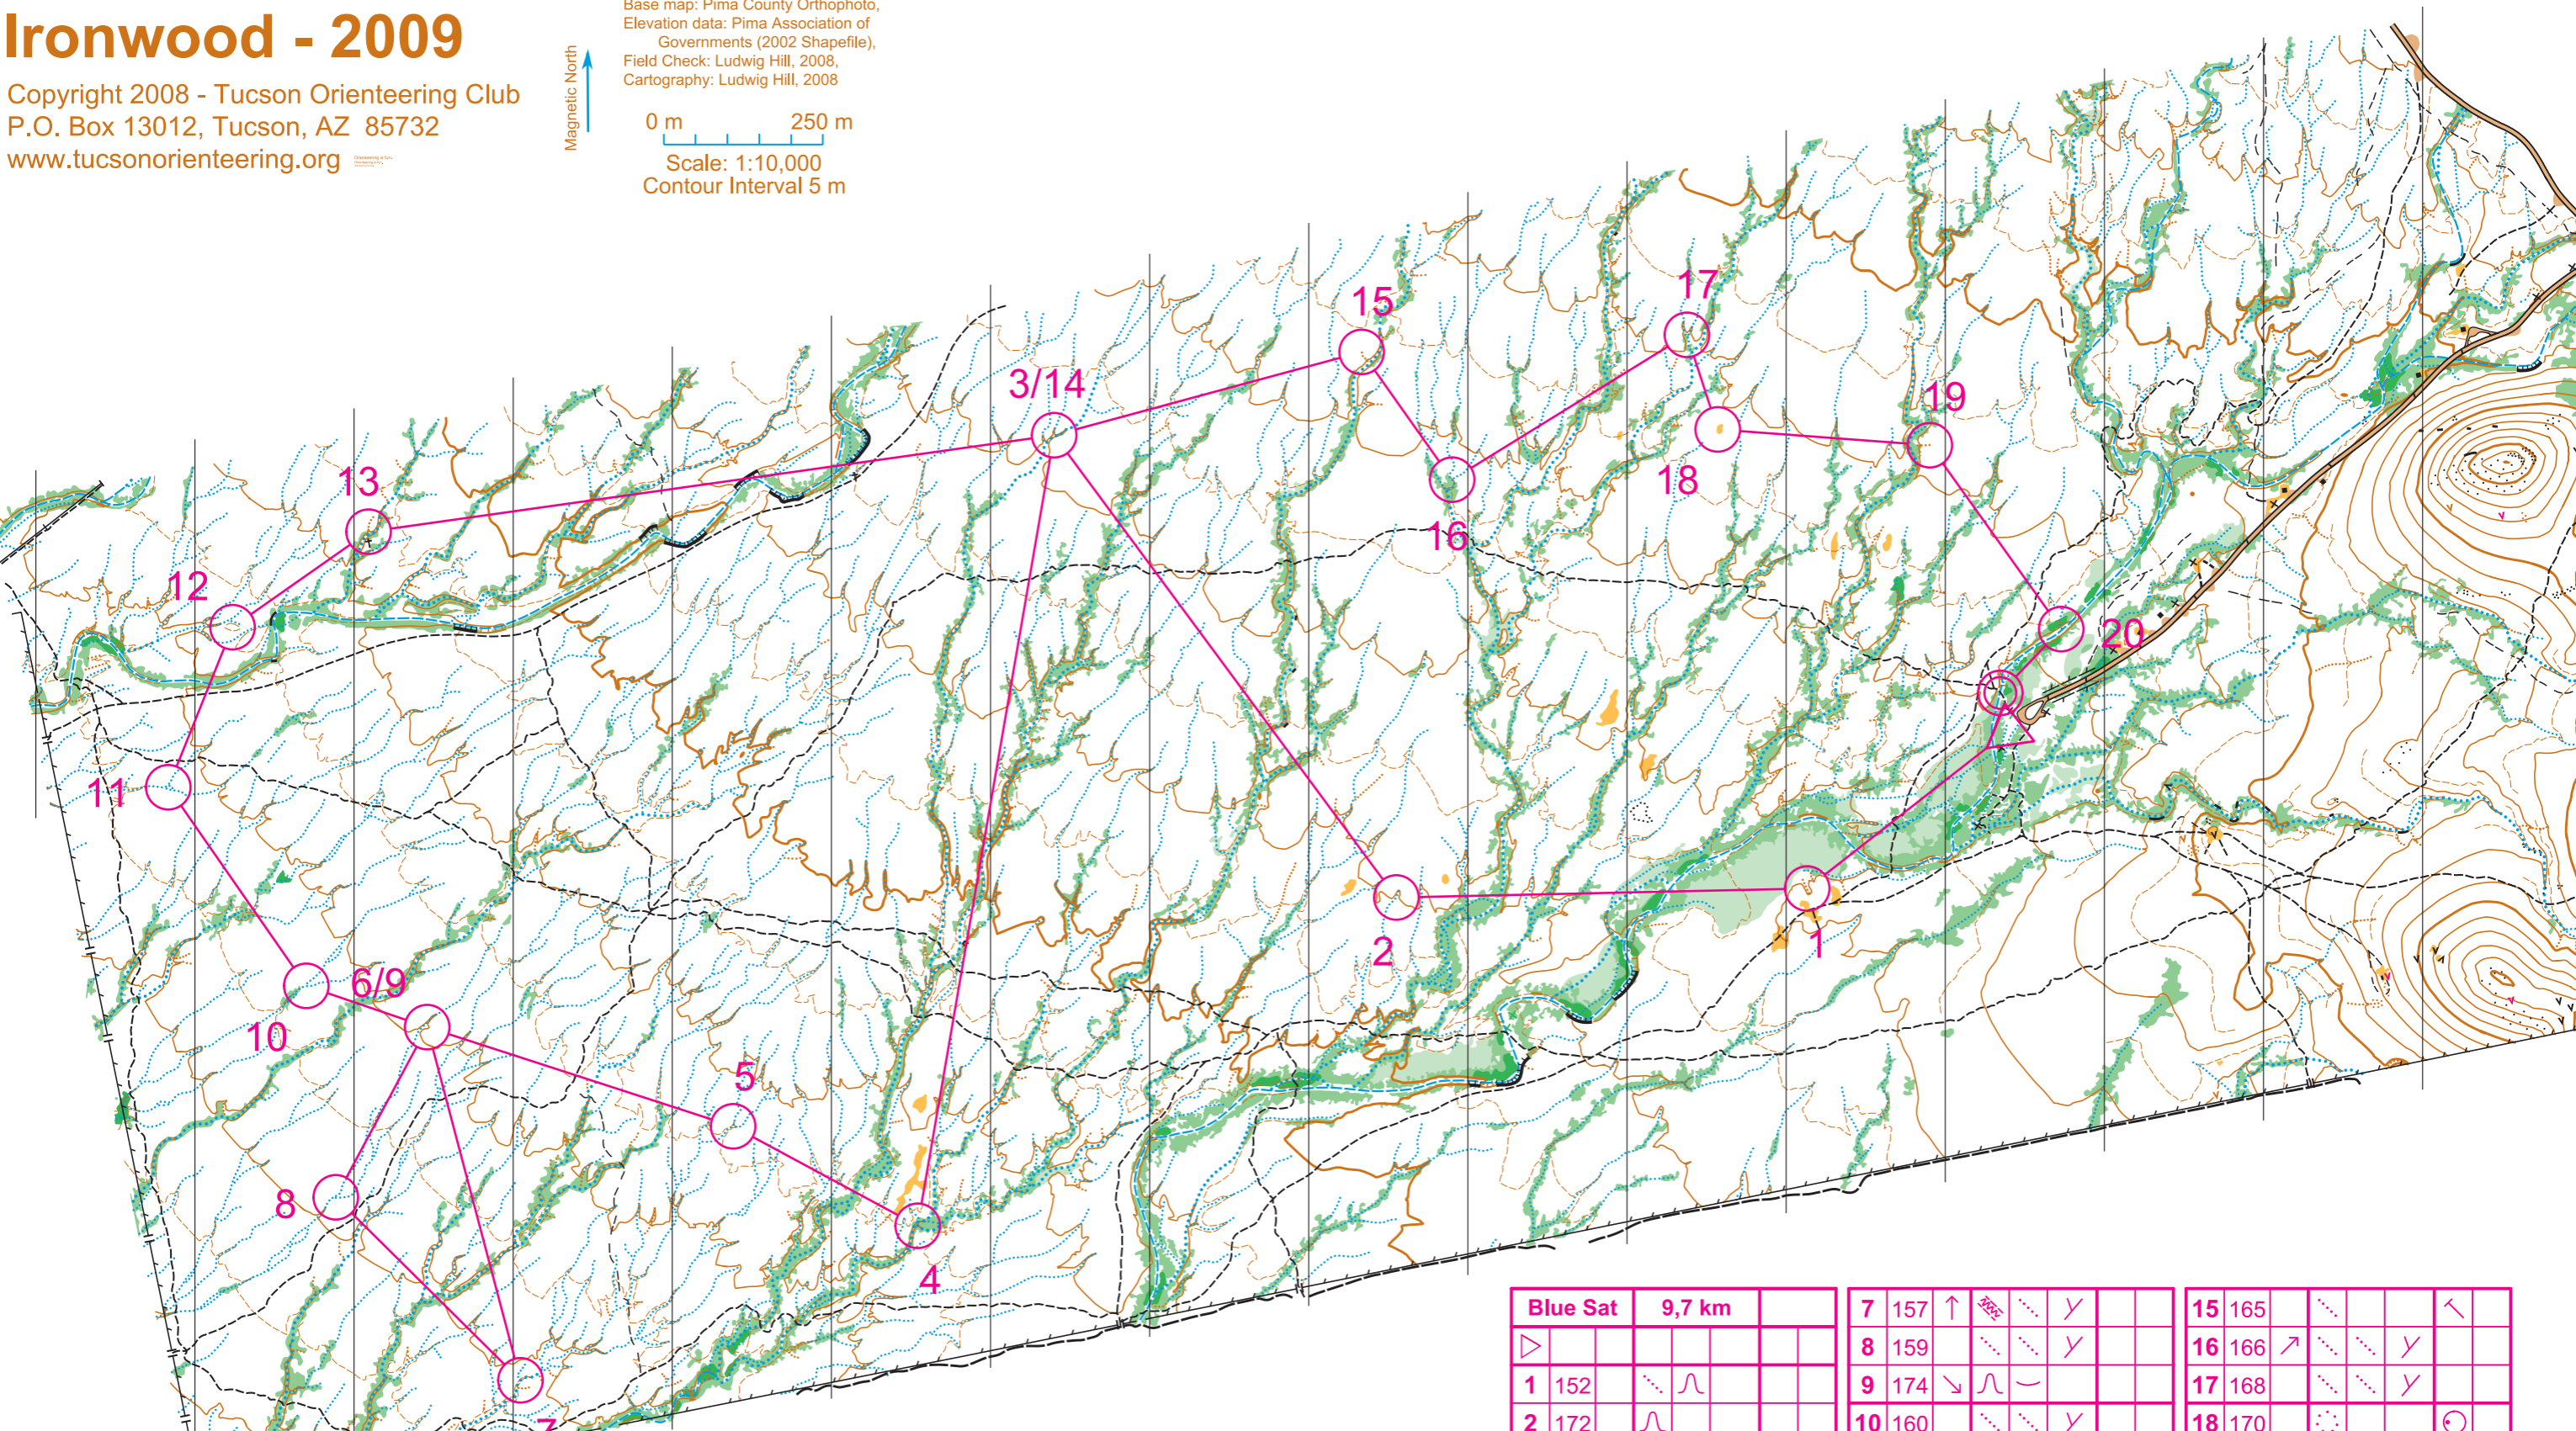 Ironwood - 2009
Copyright 2008 - Tucson Orienteering Club
P.O. Box 13012, Tucson, AZ 85732
www.tucsonorienteering.org
Magnetic North
Base map: Pima County Orthophoto,
Elevation data: Pima Association of
Governments (2002 Shapefile),
Field Check: Ludwig Hill, 2008,
Cartography: Ludwig Hill, 2008
0 m 250 m
Scale: 1:10,000
Contour Interval 5 m
17
15
3/14
19
13
18
16
12
20
11
1
2
6/9
10
5
8
4
7
Blue Sat 9,7 km
1 152
2 172
7 157
8 159
9 174
10 160
15 165
16 166
17 168
18 170